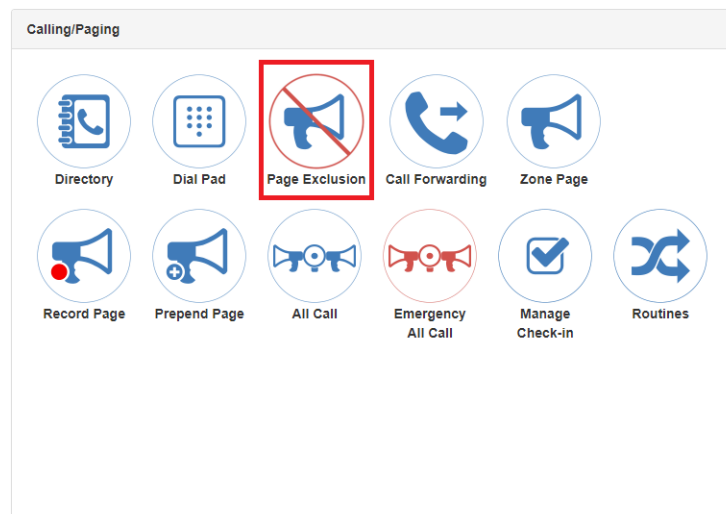 Calling/Paging
Directory
Dial Pad
Page Exclusion
Call Forwarding
Zone Page
Record Page
Prepend Page
All Call
Emergency
All Call
Manage
Check-in
Routines